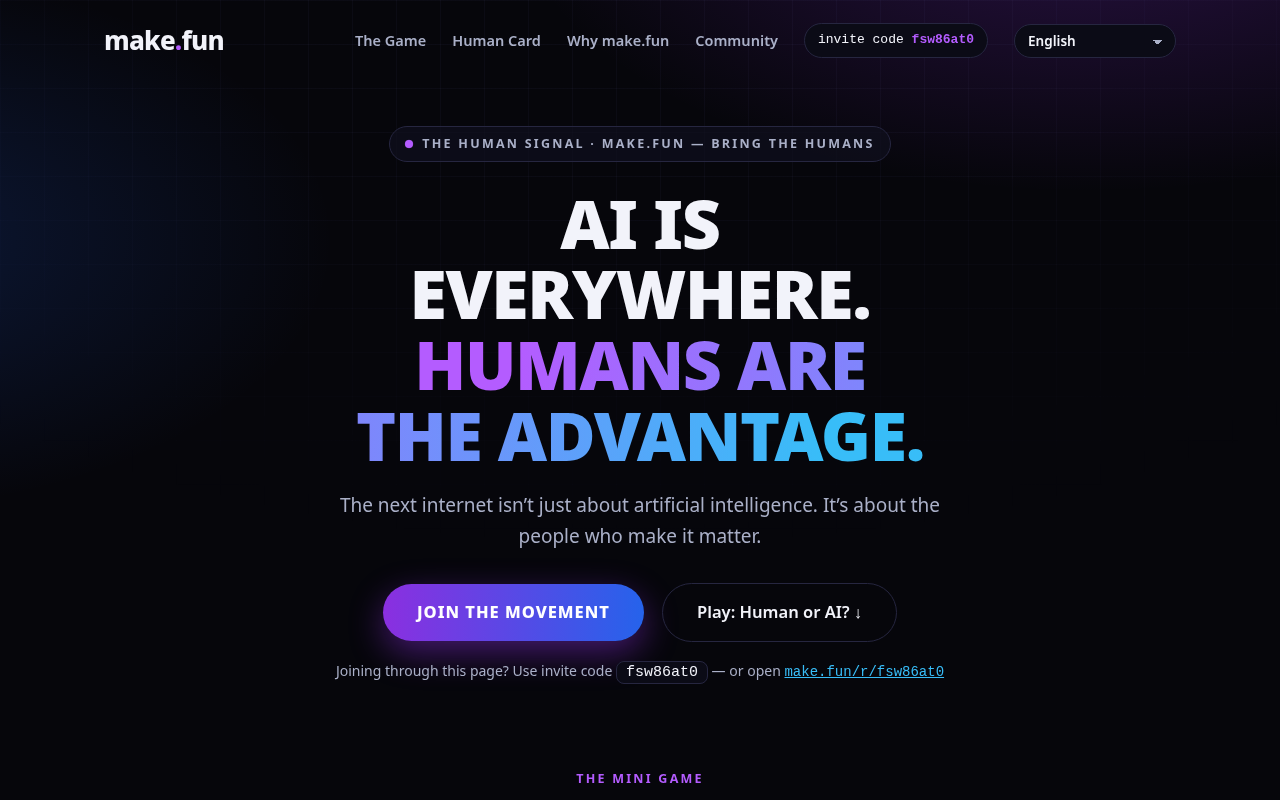 make.fun
The Game
Human Card
Why make.fun
Community
invite code fsw86at0
English
THE HUMAN SIGNAL · MAKE.FUN — BRING THE HUMANS
AI IS
EVERYWHERE.
HUMANS ARE
THE ADVANTAGE.
The next internet isn’t just about artificial intelligence. It’s about the
people who make it matter.
JOIN THE MOVEMENT
Play: Human or AI? ↓
Joining through this page? Use invite code fsw86at0 — or open make.fun/r/fsw86at0
THE MINI GAME